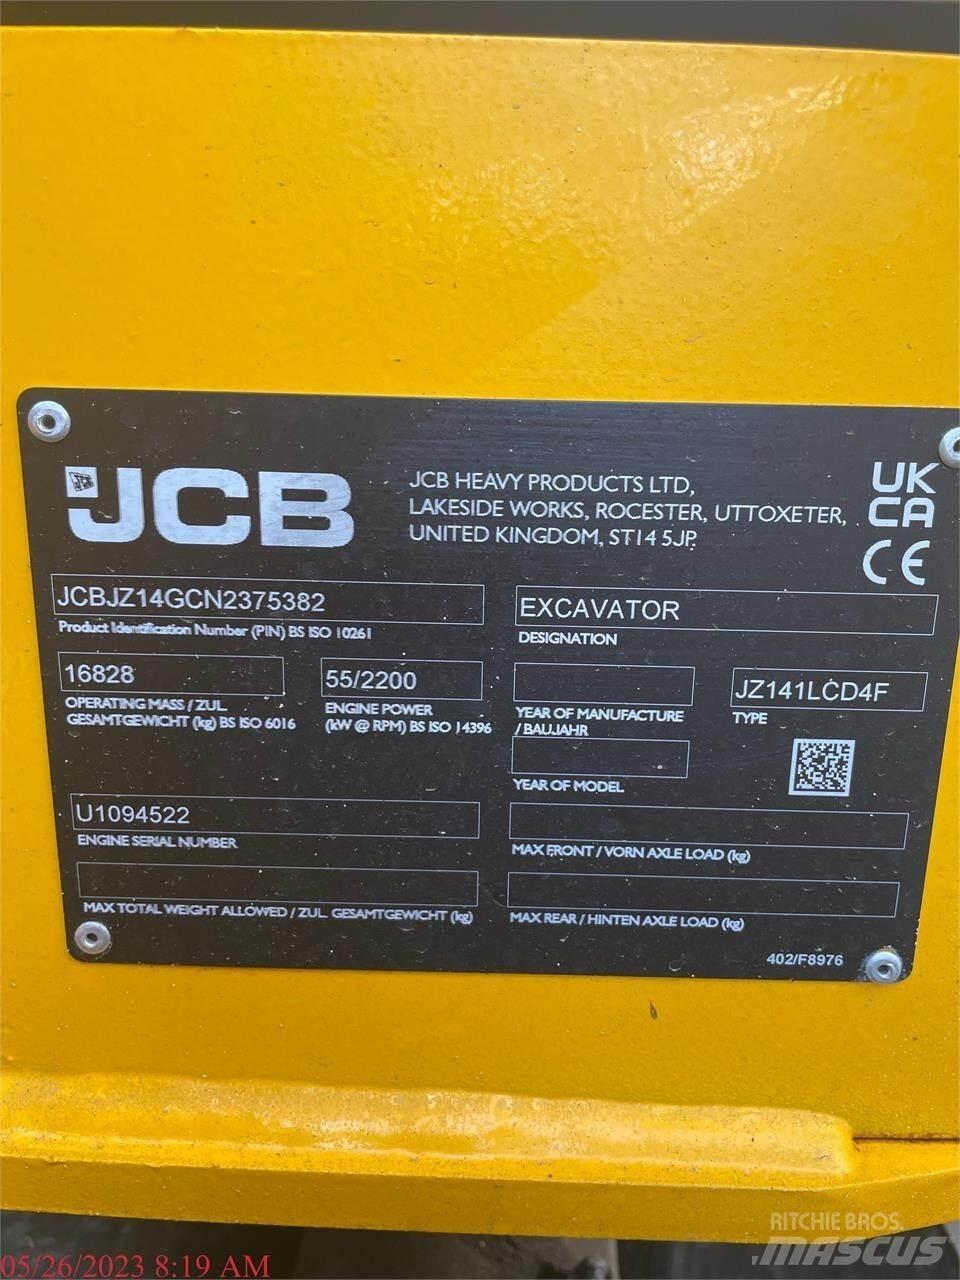 JCB
JCB HEAVY PRODUCTS LTD,
LAKESIDE WORKS, ROCESTER, UTTOXETER,
UNITED KINGDOM, ST14 5JP.
UK
CA
CE
JCBJZ14GCN2375382
Product Identification Number (PIN) BS ISO 10261
EXCAVATOR
DESIGNATION
16828
OPERATING MASS / ZUL.
GESAMTGEWICHT (kg) BS ISO 6016
55/2200
ENGINE POWER
(kW @ RPM) BS ISO 14396
YEAR OF MANUFACTURE
/ BAUJAHR
JZ141LCD4F
TYPE
YEAR OF MODEL
U1094522
ENGINE SERIAL NUMBER
MAX FRONT / VORN AXLE LOAD (kg)
MAX TOTAL WEIGHT ALLOWED / ZUL. GESAMTGEWICHT (kg)
MAX REAR / HINTEN AXLE LOAD (kg)
402/F8976
RITCHIE BROS.
MASCUS
05/26/2023 8:19 AM